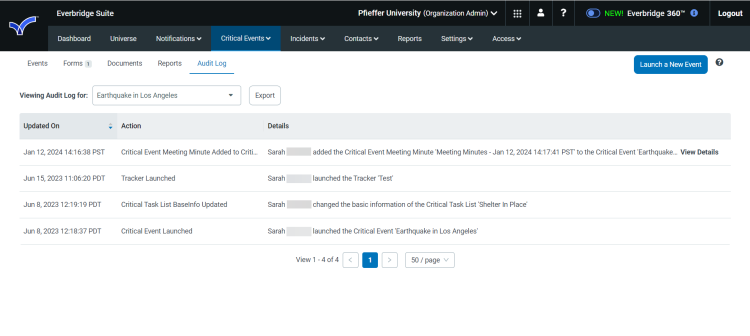 Everbridge Suite
Pfieffer University (Organization Admin)
?
NEW! Everbridge 360™
Logout
Dashboard Universe Notifications Critical Events Incidents Contacts Reports Settings Access
Events Forms 1 Documents Reports Audit Log
Launch a New Event ?
Viewing Audit Log for: Earthquake in Los Angeles Export
Updated On Action Details
Jan 12, 2024 14:16:38 PST Critical Event Meeting Minute Added to Criti... Sarah added the Critical Event Meeting Minute 'Meeting Minutes - Jan 12, 2024 14:17:41 PST' to the Critical Event 'Earthquake... View Details
Jun 15, 2023 11:06:20 PDT Tracker Launched Sarah launched the Tracker 'Test'
Jun 8, 2023 12:19:19 PDT Critical Task List BaseInfo Updated Sarah changed the basic information of the Critical Task List 'Shelter In Place'
Jun 8, 2023 12:18:37 PDT Critical Event Launched Sarah launched the Critical Event 'Earthquake in Los Angeles'
View 1 - 4 of 4 < 1 > 50 / page